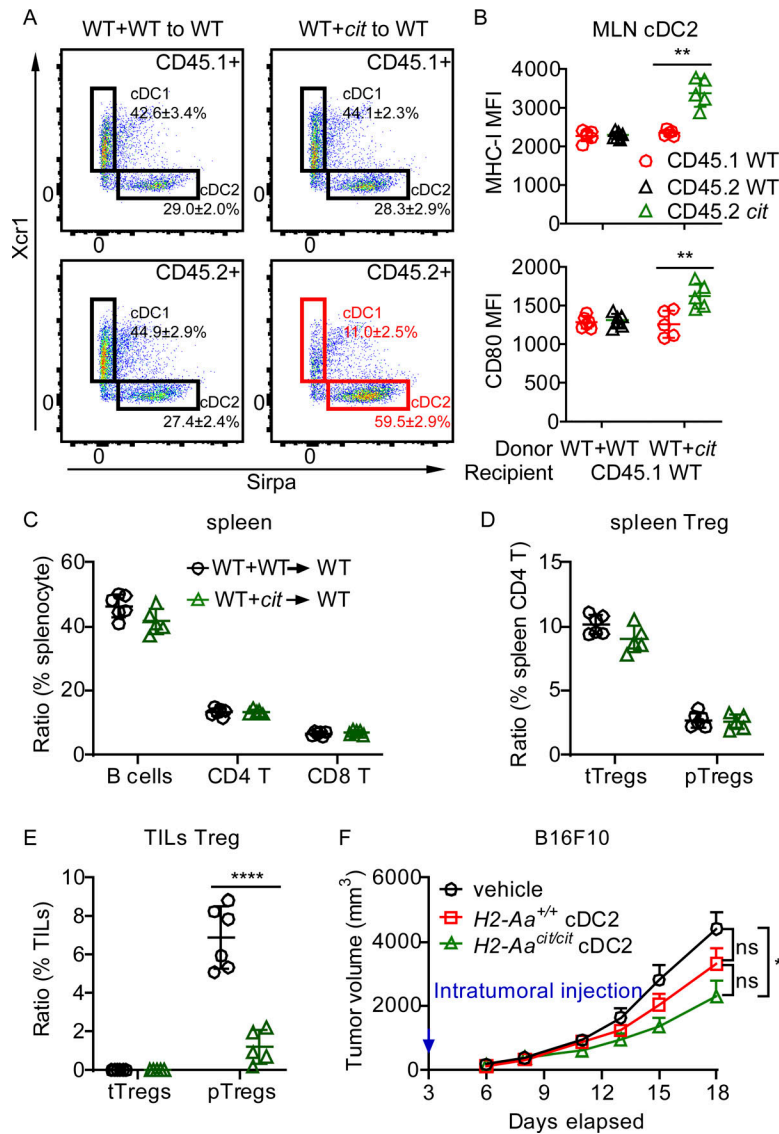 A
WT+WT to WT
WT+cit to WT
CD45.1+
cDC1
42.6±3.4%
cDC2
29.0±2.0%
0
0
CD45.1+
cDC1
44.1±2.3%
cDC2
28.3±2.9%
0
CD45.2+
cDC1
44.9±2.9%
cDC2
27.4±2.4%
0
0
CD45.2+
cDC1
11.0±2.5%
cDC2
59.5±2.9%
0
Xcr1
Sirpa
B
MLN cDC2
MHC-I MFI
4000
3000
2000
1000
0
**
CD45.1 WT
CD45.2 WT
CD45.2 cit
CD80 MFI
2300
1800
1300
800
**
Donor WT+WT WT+cit
Recipient CD45.1 WT
C
spleen
Ratio (% splenocyte)
60
40
20
0
WT+WT WT
WT+cit WT
B cells CD4 T CD8 T
D
spleen Treg
Ratio (% spleen CD4 T)
15
10
5
0
tTregs pTregs
E
TILs Treg
Ratio (% TILs)
10
8
6
4
2
0
****
tTregs pTregs
F
B16F10
Tumor volume (mm³)
6000
4000
2000
0
vehicle
H2-Aa+/+ cDC2
H2-Aacit/cit cDC2
Intratumoral injection
ns
ns
*
3 6 9 12 15 18
Days elapsed